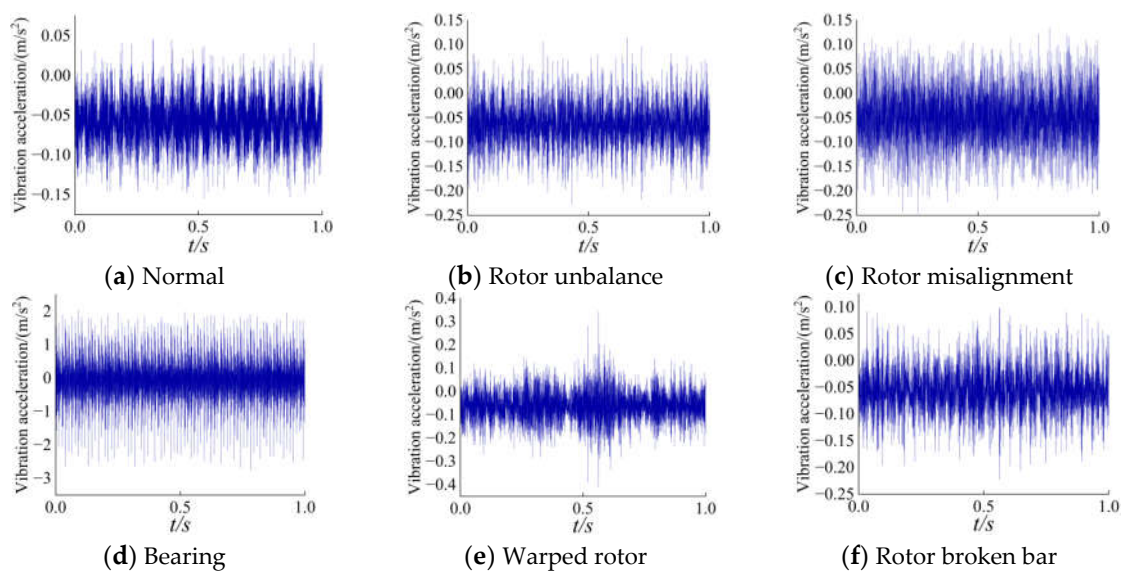 Vibration acceleration/(m/s²)
0.05
0.00
−0.05
−0.10
−0.15
0.0 0.5 1.0
t/s
(a) Normal
Vibration acceleration/(m/s²)
0.15
0.10
0.05
0.00
−0.05
−0.10
−0.15
−0.20
−0.25
0.0 0.5 1.0
t/s
(b) Rotor unbalance
Vibration acceleration/(m/s²)
0.15
0.10
0.05
0.00
−0.05
−0.10
−0.15
−0.20
−0.25
0.0 0.5 1.0
t/s
(c) Rotor misalignment
Vibration acceleration/(m/s²)
2
1
0
−1
−2
−3
0.0 0.5 1.0
t/s
(d) Bearing
Vibration acceleration/(m/s²)
0.4
0.3
0.2
0.1
0.0
−0.1
−0.2
−0.3
−0.4
0.0 0.5 1.0
t/s
(e) Warped rotor
Vibration acceleration/(m/s²)
0.10
0.05
0.00
−0.05
−0.10
−0.15
−0.20
−0.25
0.0 0.5 1.0
t/s
(f) Rotor broken bar